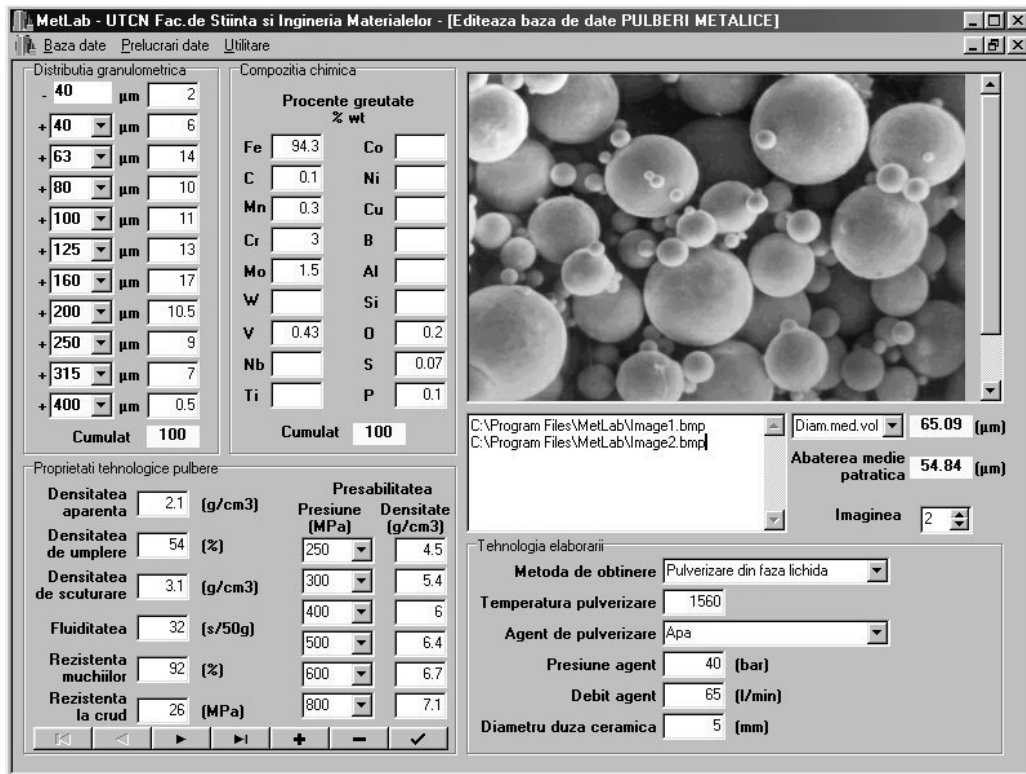 MetLab - UTCN Fac.de Stiinta si Ingineria Materialelor - [Editeaza baza de date PULBERI METALICE]
Baza date Prelucrari date Utilitare
Distributia granulometrica
- 40 µm 2
+ 40 µm 6
+ 63 µm 14
+ 80 µm 10
+ 100 µm 11
+ 125 µm 13
+ 160 µm 17
+ 200 µm 10.5
+ 250 µm 9
+ 315 µm 7
+ 400 µm 0.5
Cumulat 100
Compozitia chimica
Procente greutate
% wt
Fe 94.3 Co
C 0.1 Ni
Mn 0.3 Cu
Cr 3 B
Mo 1.5 Al
W Si
V 0.43 O 0.2
Nb S 0.07
Ti P 0.1
Cumulat 100
C:\Program Files\MetLab\Image1.bmp
C:\Program Files\MetLab\Image2.bmp
Diam.med.vol 65.09 (µm)
Abaterea medie
patratica 54.84 (µm)
Imaginea 2
Proprietati tehnologice pulbere
Densitatea
aparenta 2.1 (g/cm3)
Densitatea
de umplere 54 (%)
Densitatea
de scuturare 3.1 (g/cm3)
Fluiditatea 32 (s/50g)
Rezistenta
muchiilor 92 (%)
Rezistenta
la crud 26 (MPa)
Presabilitatea
Presiune Densitate
(MPa) (g/cm3)
250 4.5
300 5.4
400 6
500 6.4
600 6.7
800 7.1
Tehnologia elaborarii
Metoda de obtinere Pulverizare din faza lichida
Temperatura pulverizare 1560
Agent de pulverizare Apa
Presiune agent 40 (bar)
Debit agent 65 (l/min)
Diametru duza ceramica 5 (mm)